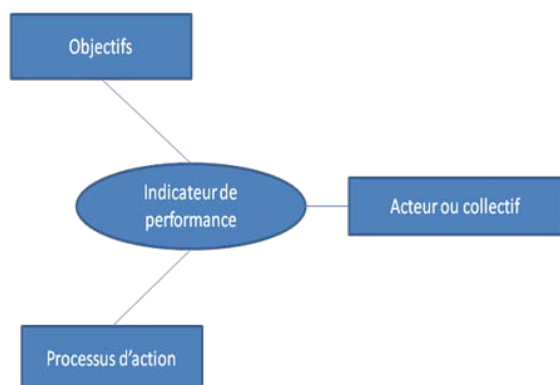 Objectifs
Indicateur de
performance
Acteur ou collectif
Processus d'action